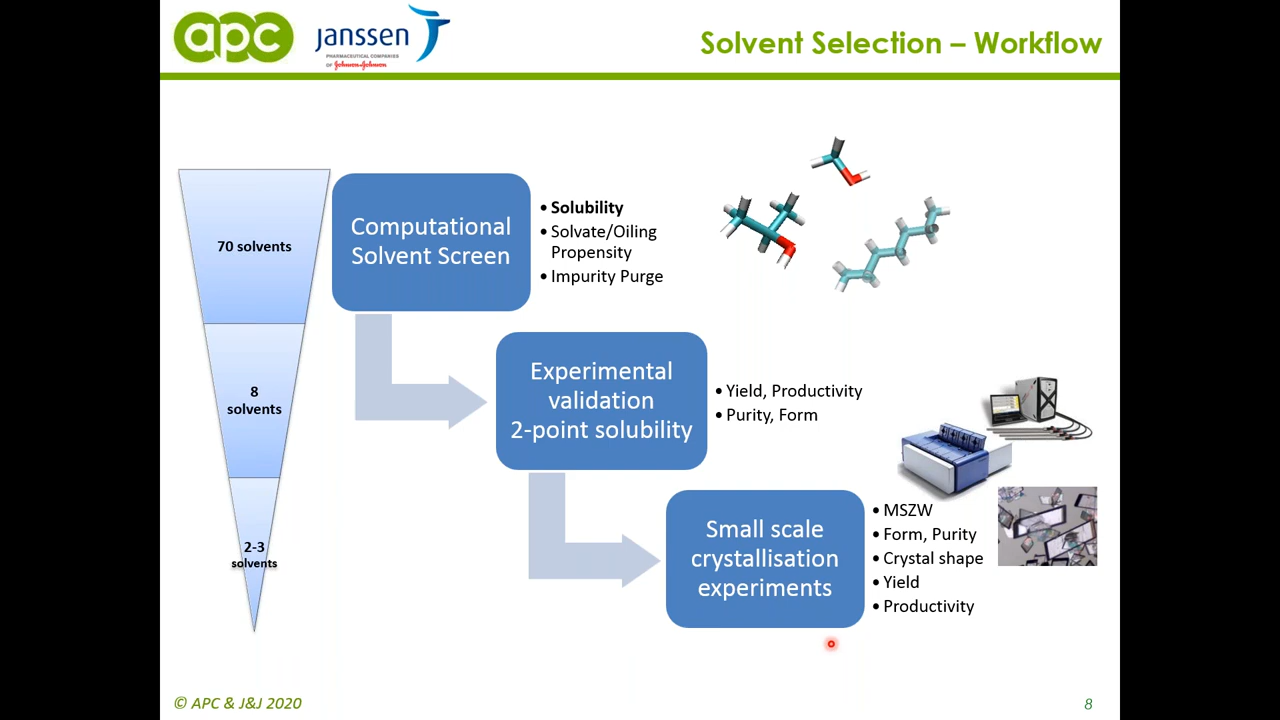 apc
janssen
PHARMACEUTICAL COMPANIES
OF Johnson & Johnson
Solvent Selection – Workflow
70 solvents
Computational
Solvent Screen
• Solubility
• Solvate/Oiling
Propensity
• Impurity Purge
8
solvents
Experimental
validation
2-point solubility
• Yield, Productivity
• Purity, Form
2-3
solvents
Small scale
crystallisation
experiments
• MSZW
• Form, Purity
• Crystal shape
• Yield
• Productivity
© APC & J&J 2020
8